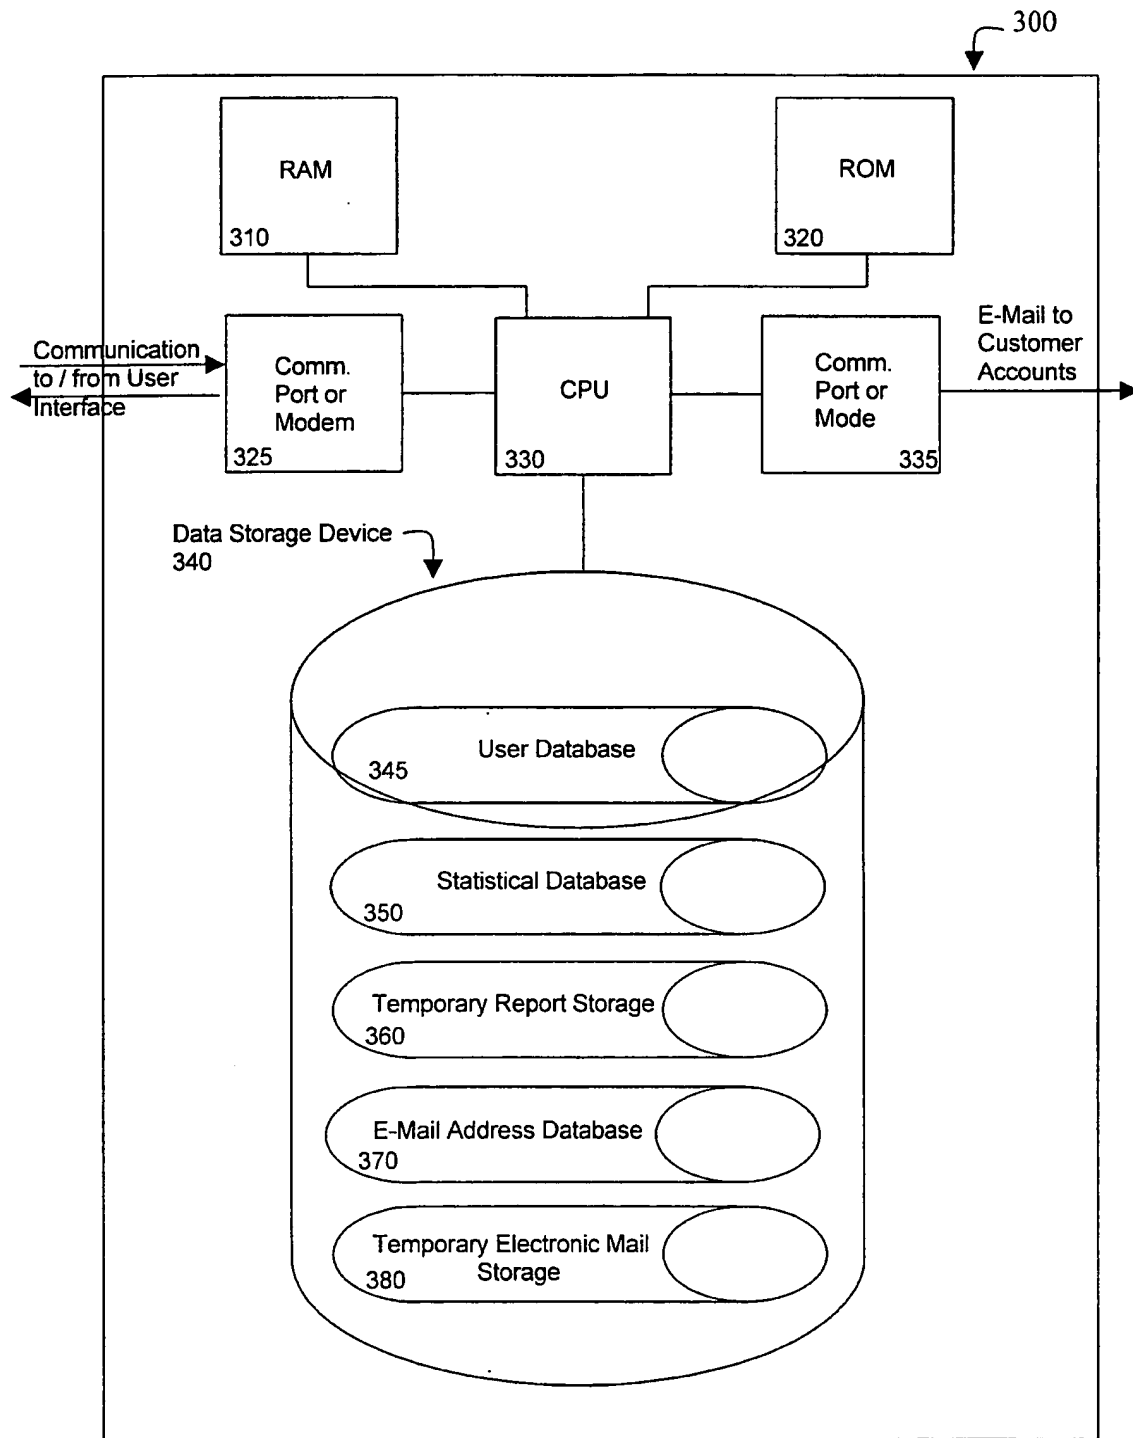 300
RAM
310
ROM
320
Communication
to / from User
Interface
Comm.
Port or
Modem
325
CPU
330
Comm.
Port or
Mode
335
E-Mail to
Customer
Accounts
Data Storage Device
340
User Database
345
Statistical Database
350
Temporary Report Storage
360
E-Mail Address Database
370
Temporary Electronic Mail
Storage
380